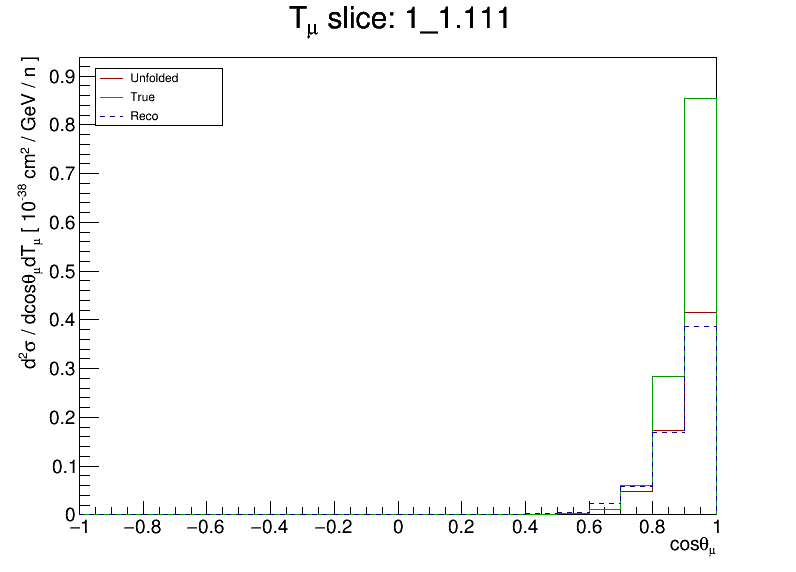 Tμ slice: 1_1.111
d²σ / dcosθμdTμ [ 10⁻³⁸ cm² / GeV / n ]
0.9
0.8
0.7
0.6
0.5
0.4
0.3
0.2
0.1
0
Unfolded
True
Reco
−1 −0.8 −0.6 −0.4 −0.2 0 0.2 0.4 0.6 0.8 1
cosθμ